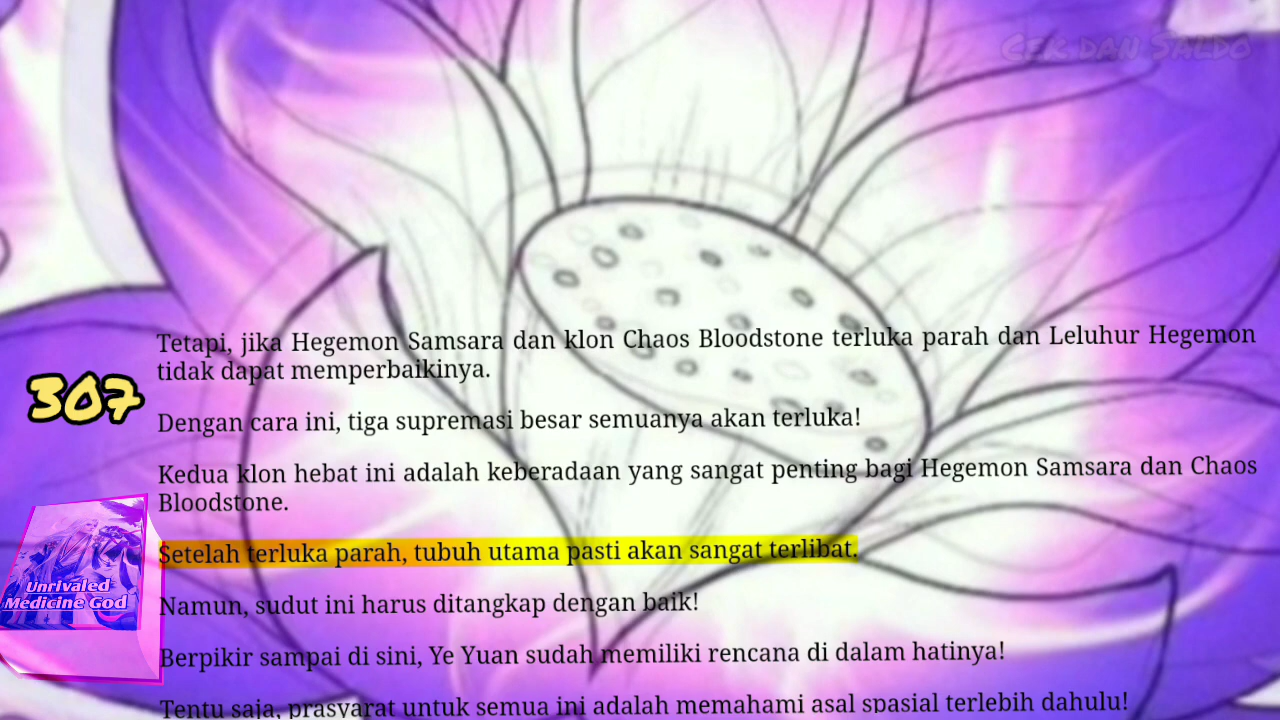 Cek dan Saldo
Tetapi, jika Hegemon Samsara dan klon Chaos Bloodstone terluka parah dan Leluhur Hegemon
tidak dapat memperbaikinya.
307
Dengan cara ini, tiga supremasi besar semuanya akan terluka!
Kedua klon hebat ini adalah keberadaan yang sangat penting bagi Hegemon Samsara dan Chaos
Bloodstone.
Setelah terluka parah, tubuh utama pasti akan sangat terlibat.
Unrivaled
Medicine God
Namun, sudut ini harus ditangkap dengan baik!
Berpikir sampai di sini, Ye Yuan sudah memiliki rencana di dalam hatinya!
Tentu saja, prasyarat untuk semua ini adalah memahami asal spasial terlebih dahulu!